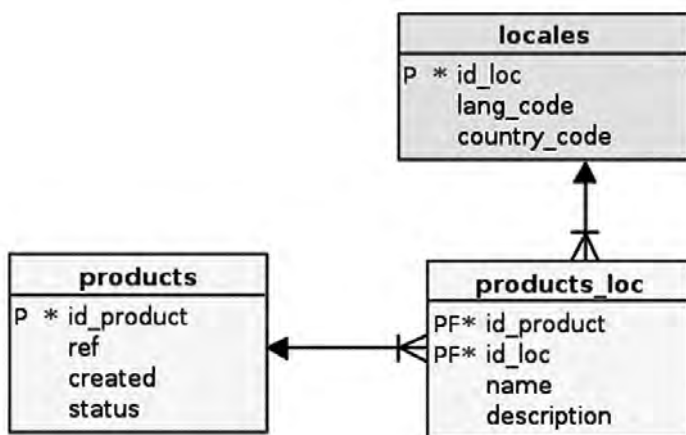 locales
P * id_loc
lang_code
country_code
products
P * id_product
ref
created
status
products_loc
PF* id_product
PF* id_loc
name
description